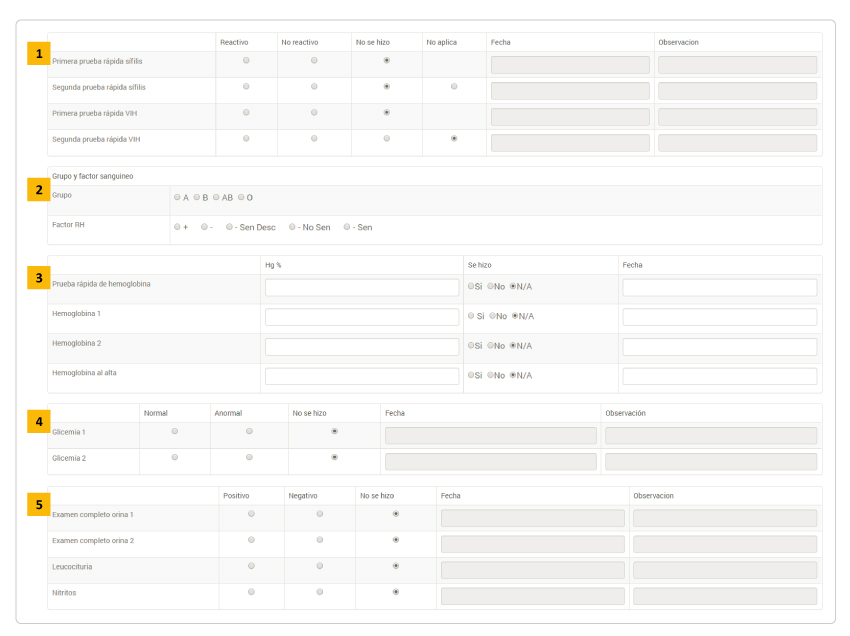 Reactivo No reactivo No se hizo No aplica Fecha Observacion
1
Primera prueba rápida sífilis
Segunda prueba rápida sífilis
Primera prueba rápida VIH
Segunda prueba rápida VIH
Grupo y factor sanguineo
2
Grupo A B AB O
Factor RH + - - Sen Desc - No Sen - Sen
Hg % Se hizo Fecha
3
Prueba rápida de hemoglobina Si No N/A
Hemoglobina 1 Si No N/A
Hemoglobina 2 Si No N/A
Hemoglobina al alta Si No N/A
Normal Anormal No se hizo Fecha Observación
4
Glicemia 1
Glicemia 2
Positivo Negativo No se hizo Fecha Observacion
5
Examen completo orina 1
Examen completo orina 2
Leucocituria
Nitritos